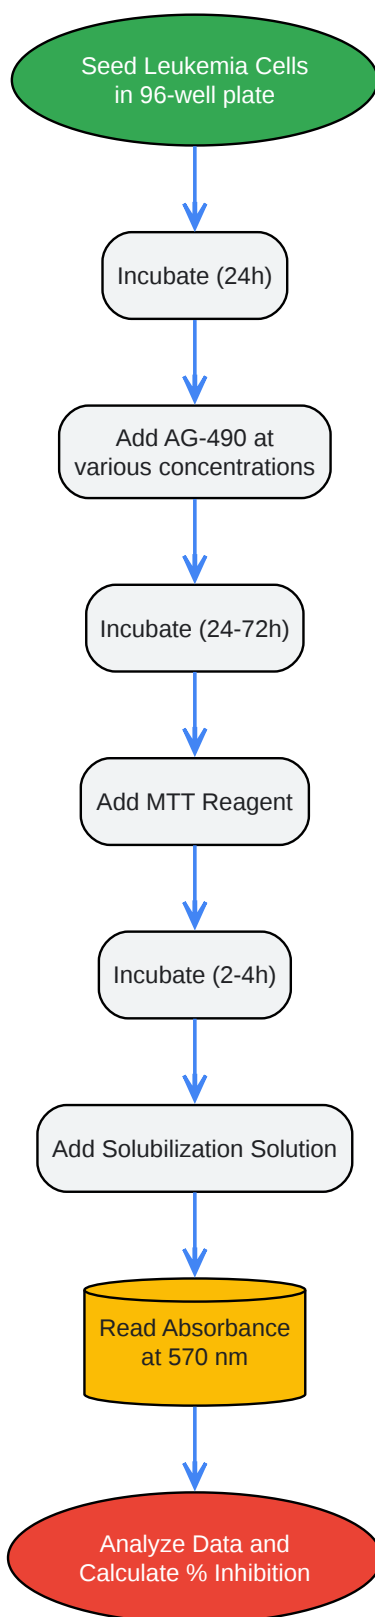 Seed Leukemia Cells
in 96-well plate
Incubate (24h)
Add AG-490 at
various concentrations
Incubate (24-72h)
Add MTT Reagent
Incubate (2-4h)
Add Solubilization Solution
Read Absorbance
at 570 nm
Analyze Data and
Calculate % Inhibition